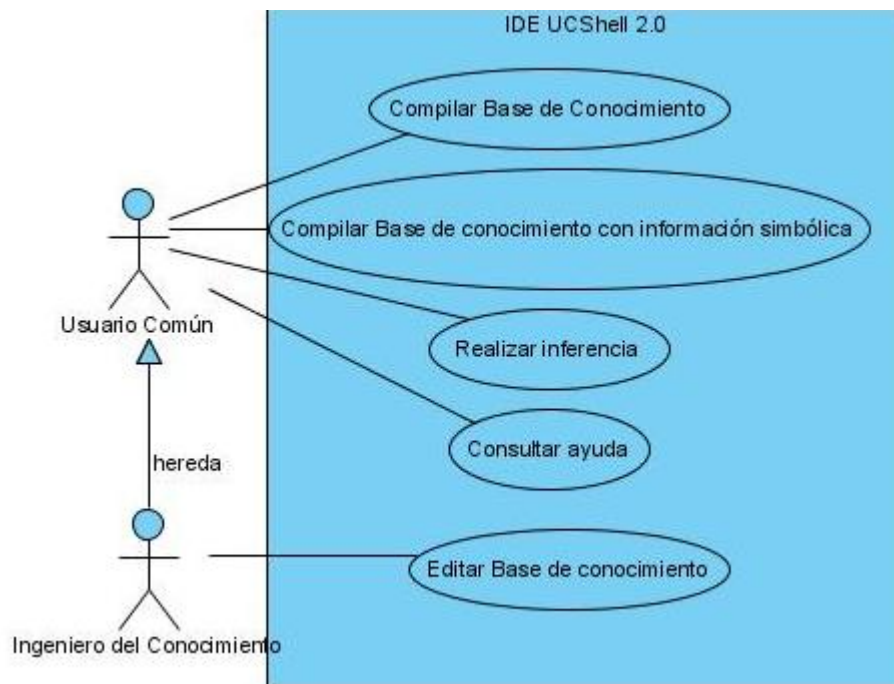 IDE UCShell 2.0
Compilar Base de Conocimiento
Compilar Base de conocimiento con información simbólica
Usuario Común
Realizar inferencia
Consultar ayuda
hereda
Editar Base de conocimiento
Ingeniero del Conocimiento